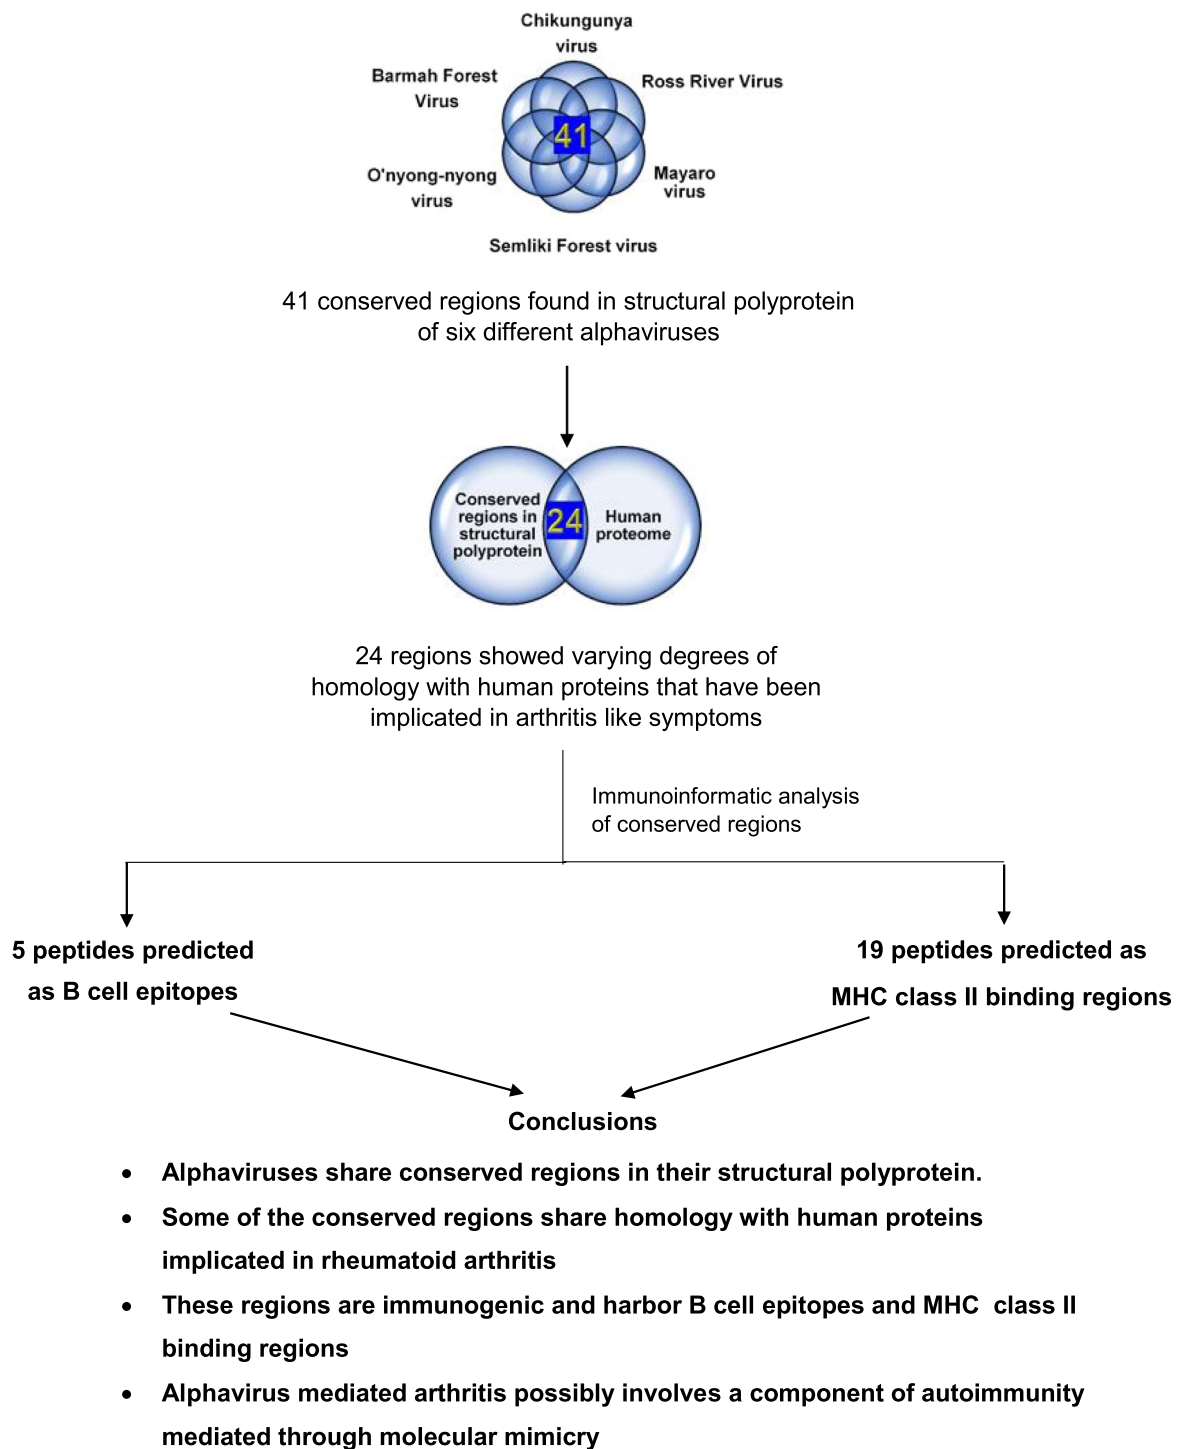 Chikungunya
virus
Barmah Forest
Virus
Ross River Virus
41
O'nyong-nyong
virus
Mayaro
virus
Semliki Forest virus
41 conserved regions found in structural polyprotein
of six different alphaviruses
Conserved
regions in
structural
polyprotein
24
Human
proteome
24 regions showed varying degrees of
homology with human proteins that have been
implicated in arthritis like symptoms
Immunoinformatic analysis
of conserved regions
5 peptides predicted
as B cell epitopes
19 peptides predicted as
MHC class II binding regions
Conclusions
• Alphaviruses share conserved regions in their structural polyprotein.
• Some of the conserved regions share homology with human proteins
implicated in rheumatoid arthritis
• These regions are immunogenic and harbor B cell epitopes and MHC class II
binding regions
• Alphavirus mediated arthritis possibly involves a component of autoimmunity
mediated through molecular mimicry